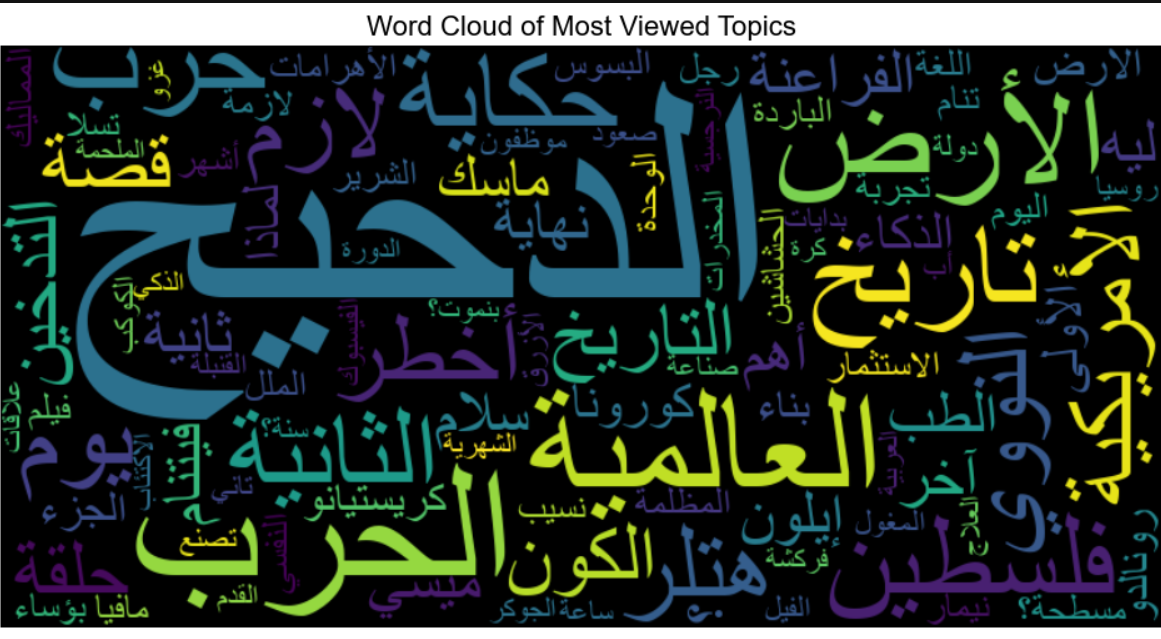 Word Cloud of Most Viewed Topics
المماليك
حرب
غزو
الأهرامات
لازمة
حكاية
البسوس
رجل
الفراعنة
اللغة
الارض
تنام
الباردة
النرجسية
لازم
تسلا
الملحمة
قصة
أشهر
موظفون
صعود
الأرض
دولة
ليه
روسيا
الشرير
ماسك
الوحدة
تجربة
لماذا
نهاية
المخدرات
الحشاشين
بدايات
الذكاء
اليوم
الدحيح
الدورة
كرة
تاريخ
الأمريكية
التدخين
الذكي
الكوكب
بنموت؟
الأزرق
التاريخ
الأولى
ثانية
القنبلة
الفيسبوك
أخطر
صناعة
أهم
الاستثمار
النووي
الملل
علاقات
فيلم
سلام
كورونا
بناء
الطب
يوم
الاكتئاب
فيتنام
سنة؟
الثانية
الشهرية
العالمية
العربية
آخر
تاني
الجزء
كريستيانو
نسيب
المظلمة
إيلون
المغول
العلاج
رونالدو
الحرب
تصنع
النفسي
الكون
هتلر
فركشة
فلسطين
حلقة
ميسي
القدم
بؤساء
مافيا
الجوكر
ساعة
الفيل
نيمار
مسطحة؟